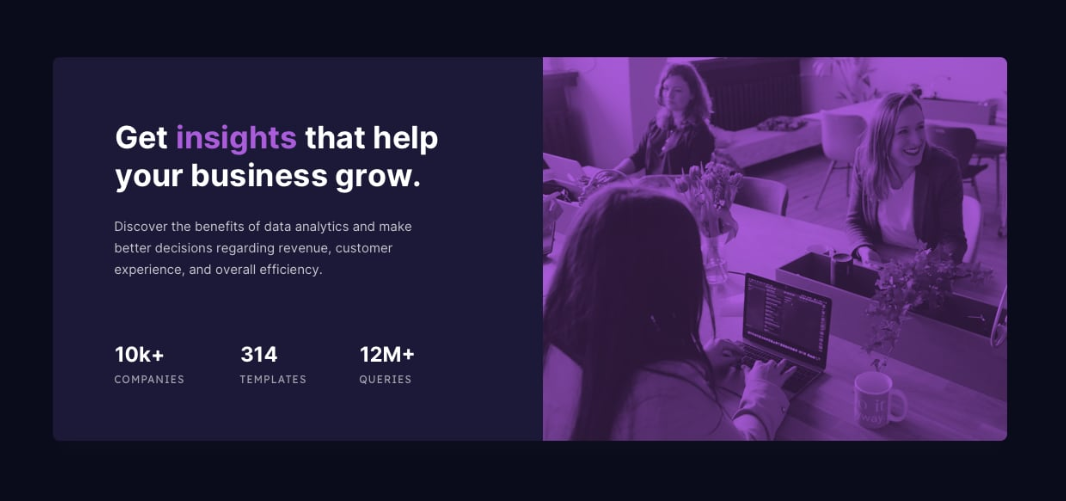 Get insights that help
your business grow.
Discover the benefits of data analytics and make
better decisions regarding revenue, customer
experience, and overall efficiency.
10k+ 314 12M+
COMPANIES TEMPLATES QUERIES